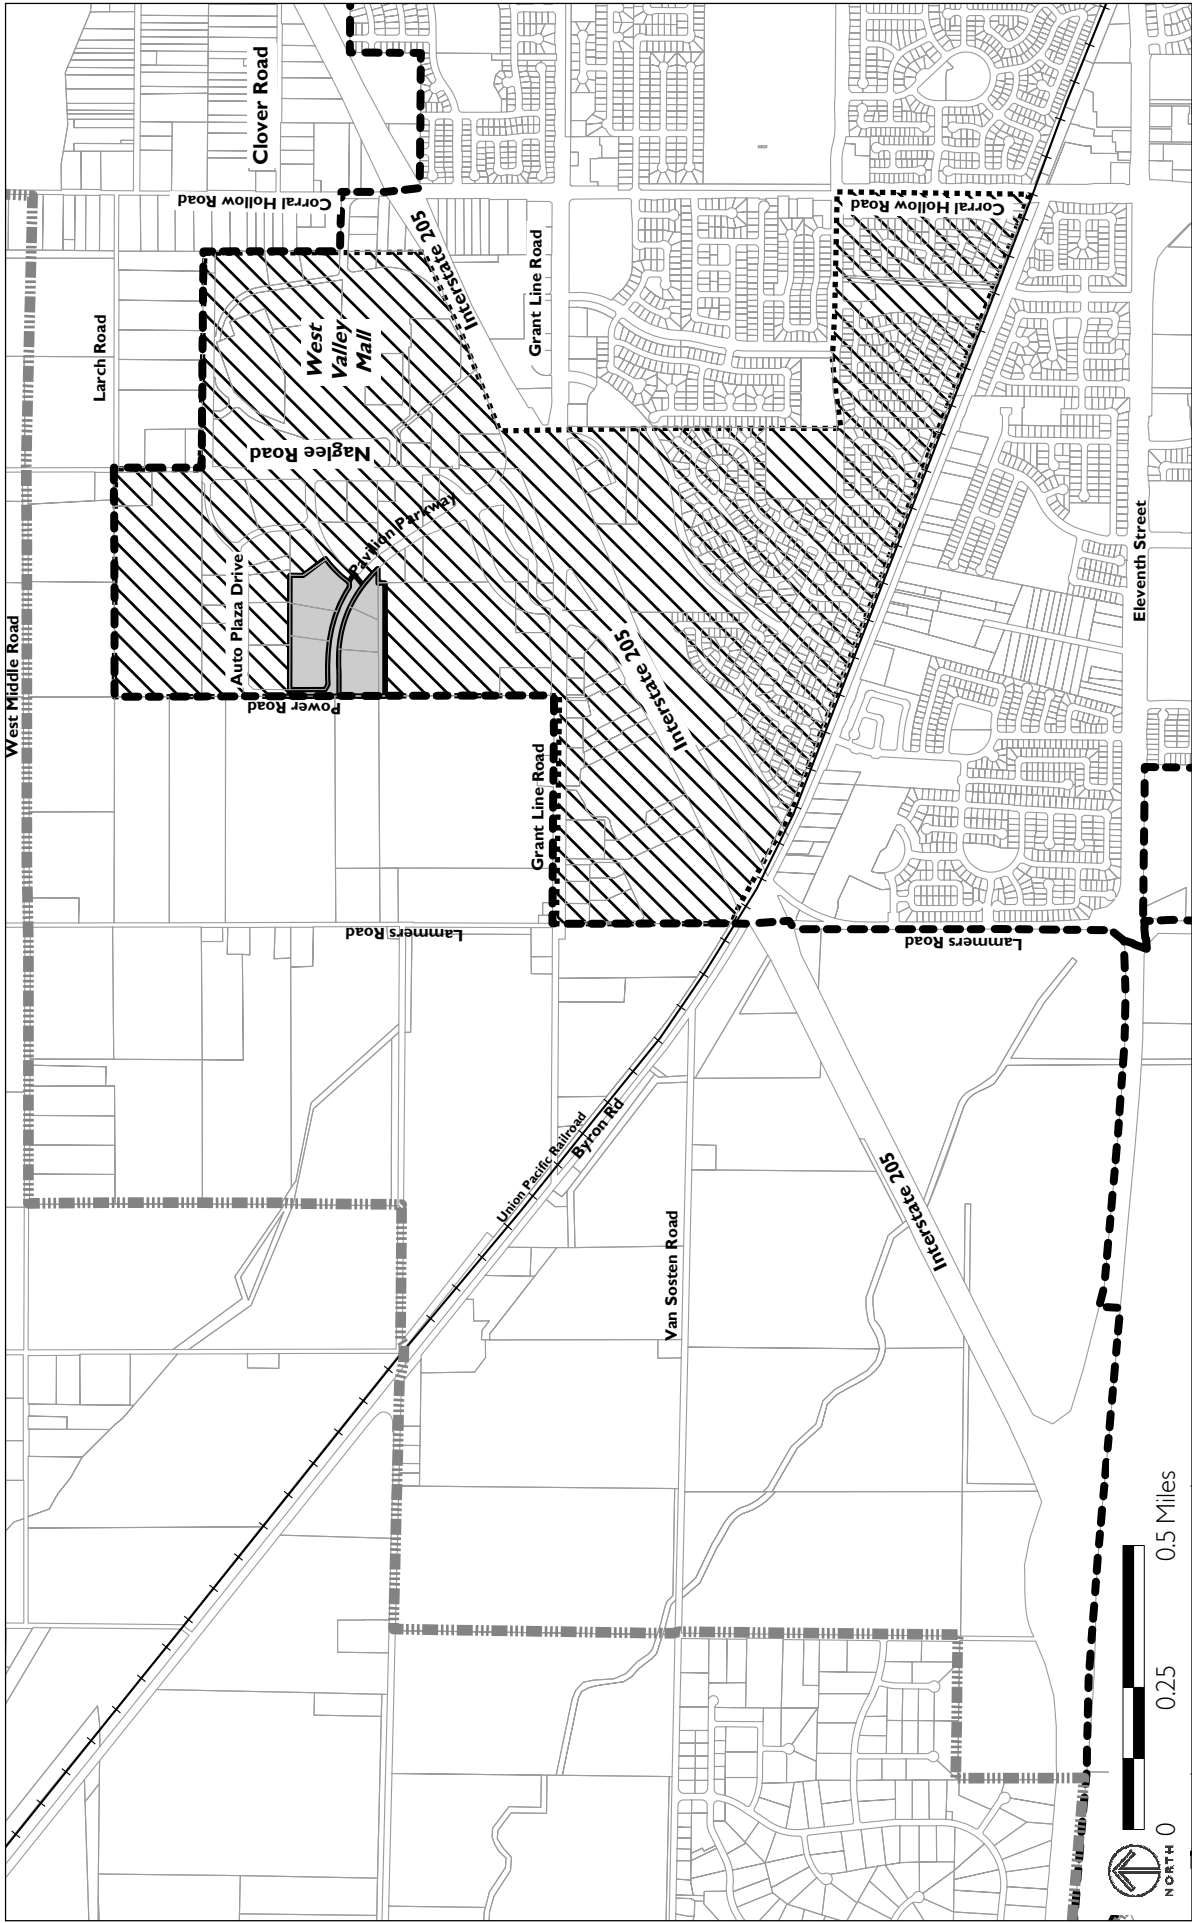 Clover Road
Corral Hollow Road
Interstate 205
Larch Road
West
Valley
Mall
Grant Line Road
Corral Hollow Road
Naglee Road
Pavilion Parkway
Auto Plaza Drive
Eleventh Street
West Middle Road
Power Road
Interstate 205
Grant Line Road
Lammers Road
Lammers Road
Union Pacific Railroad
Byron Rd
Van Sosten Road
Interstate 205
NORTH
0 0.25 0.5 Miles